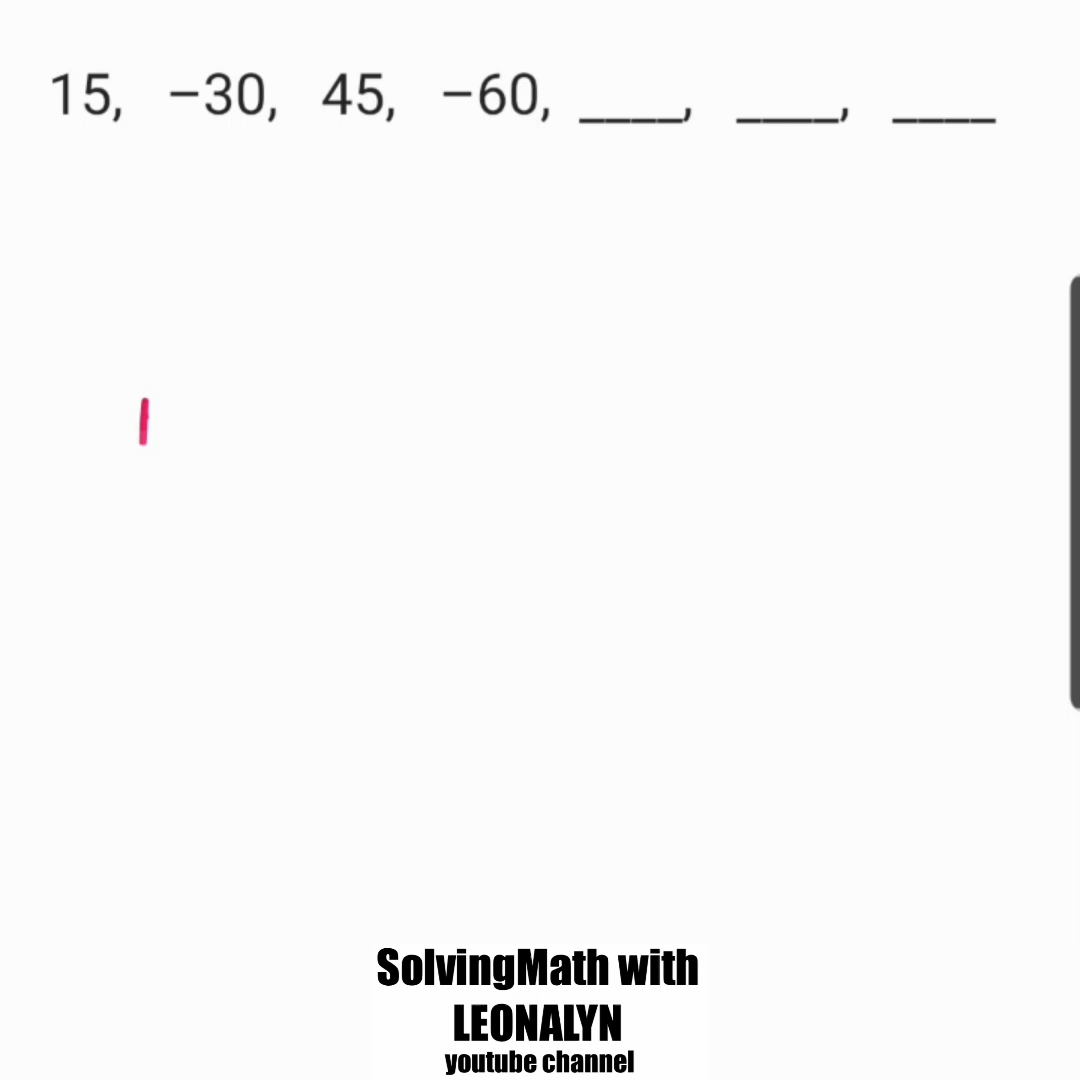 15, −30, 45, −60, ____, ____, ____
SolvingMath with
LEONALYN
youtube channel